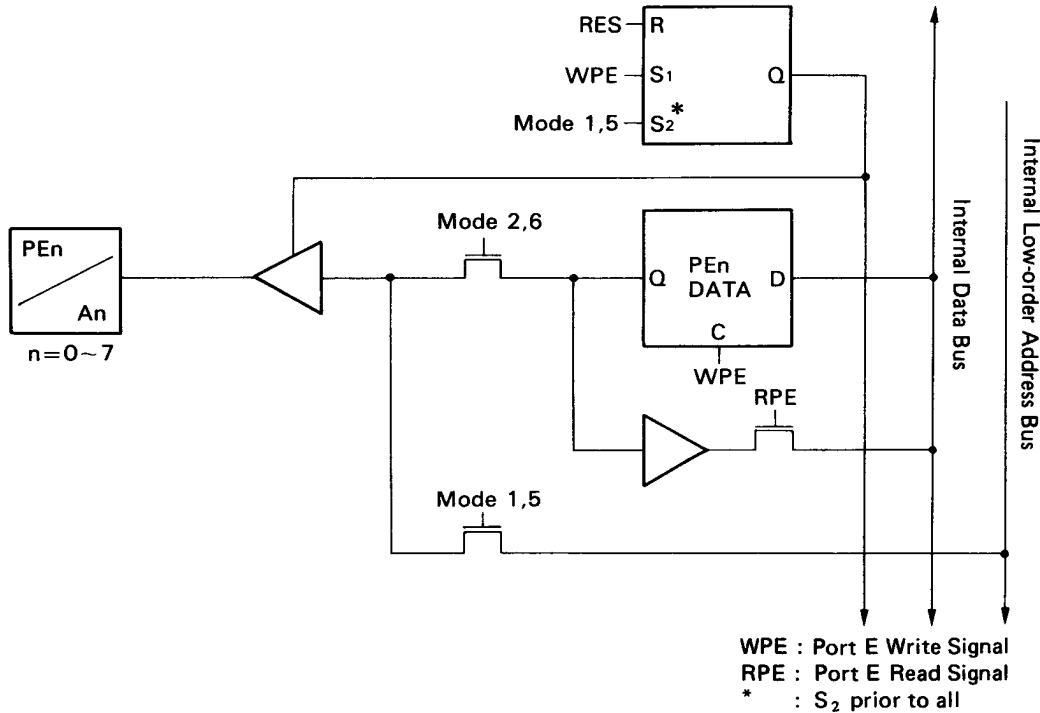 RES
R
WPE
S1
Q
Mode 1,5
S2*
Mode 2,6
PEn
An
n=0~7
Q
PEn
DATA
D
C
WPE
RPE
Mode 1,5
Internal Data Bus
Internal Low-order Address Bus
WPE : Port E Write Signal
RPE : Port E Read Signal
* : S2 prior to all